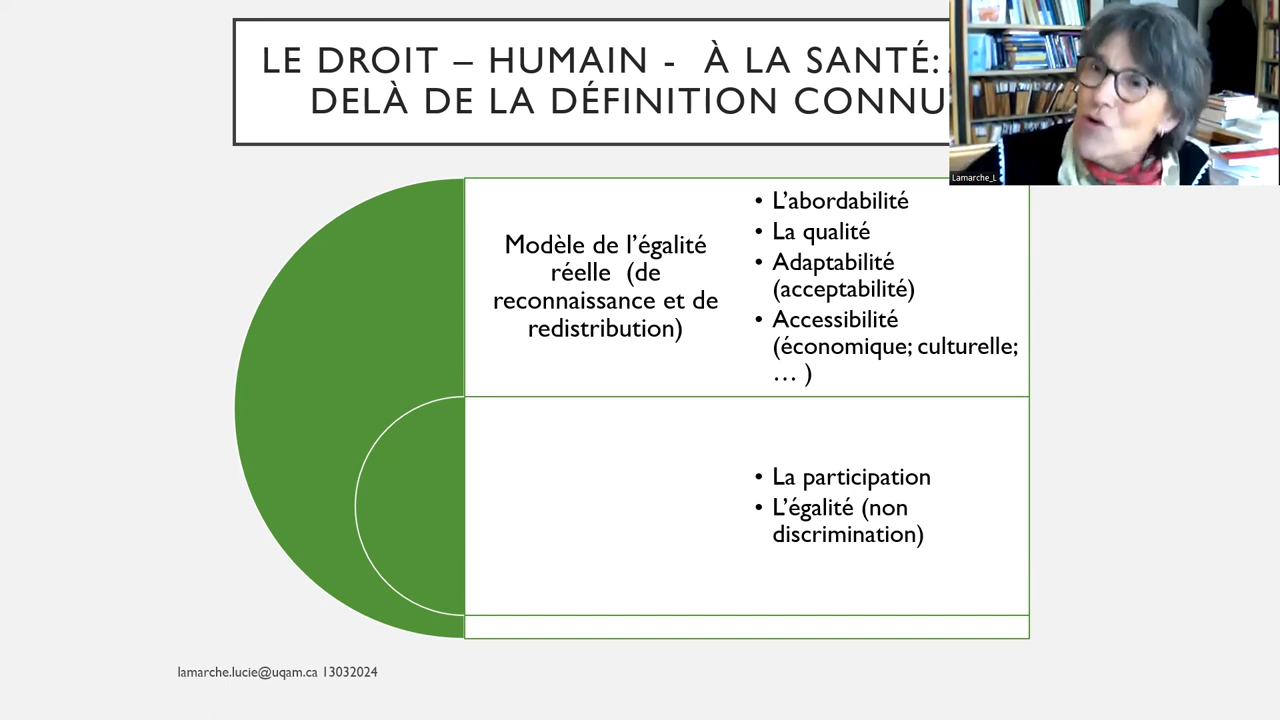 LE DROIT – HUMAIN - À LA SANTÉ:
DELÀ DE LA DÉFINITION CONNU
Lamarche_L
Modèle de l’égalité
réelle (de
reconnaissance et de
redistribution)
• L’abordabilité
• La qualité
• Adaptabilité
(acceptabilité)
• Accessibilité
(économique; culturelle;
… )
• La participation
• L’égalité (non
discrimination)
lamarche.lucie@uqam.ca 13032024